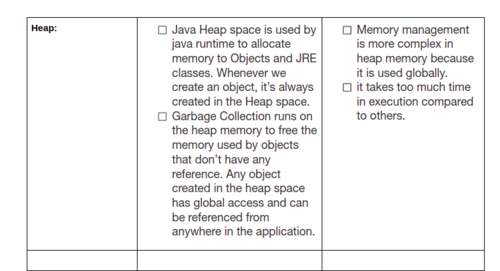 Heap:
☐ Java Heap space is used by
java runtime to allocate
memory to Objects and JRE
classes. Whenever we
create an object, it's always
created in the Heap space.
☐ Garbage Collection runs on
the heap memory to free the
memory used by objects
that don't have any
reference. Any object
created in the heap space
has global access and can
be referenced from
anywhere in the application.
☐ Memory management
is more complex in
heap memory because
it is used globally.
☐ it takes too much time
in execution compared
to others.